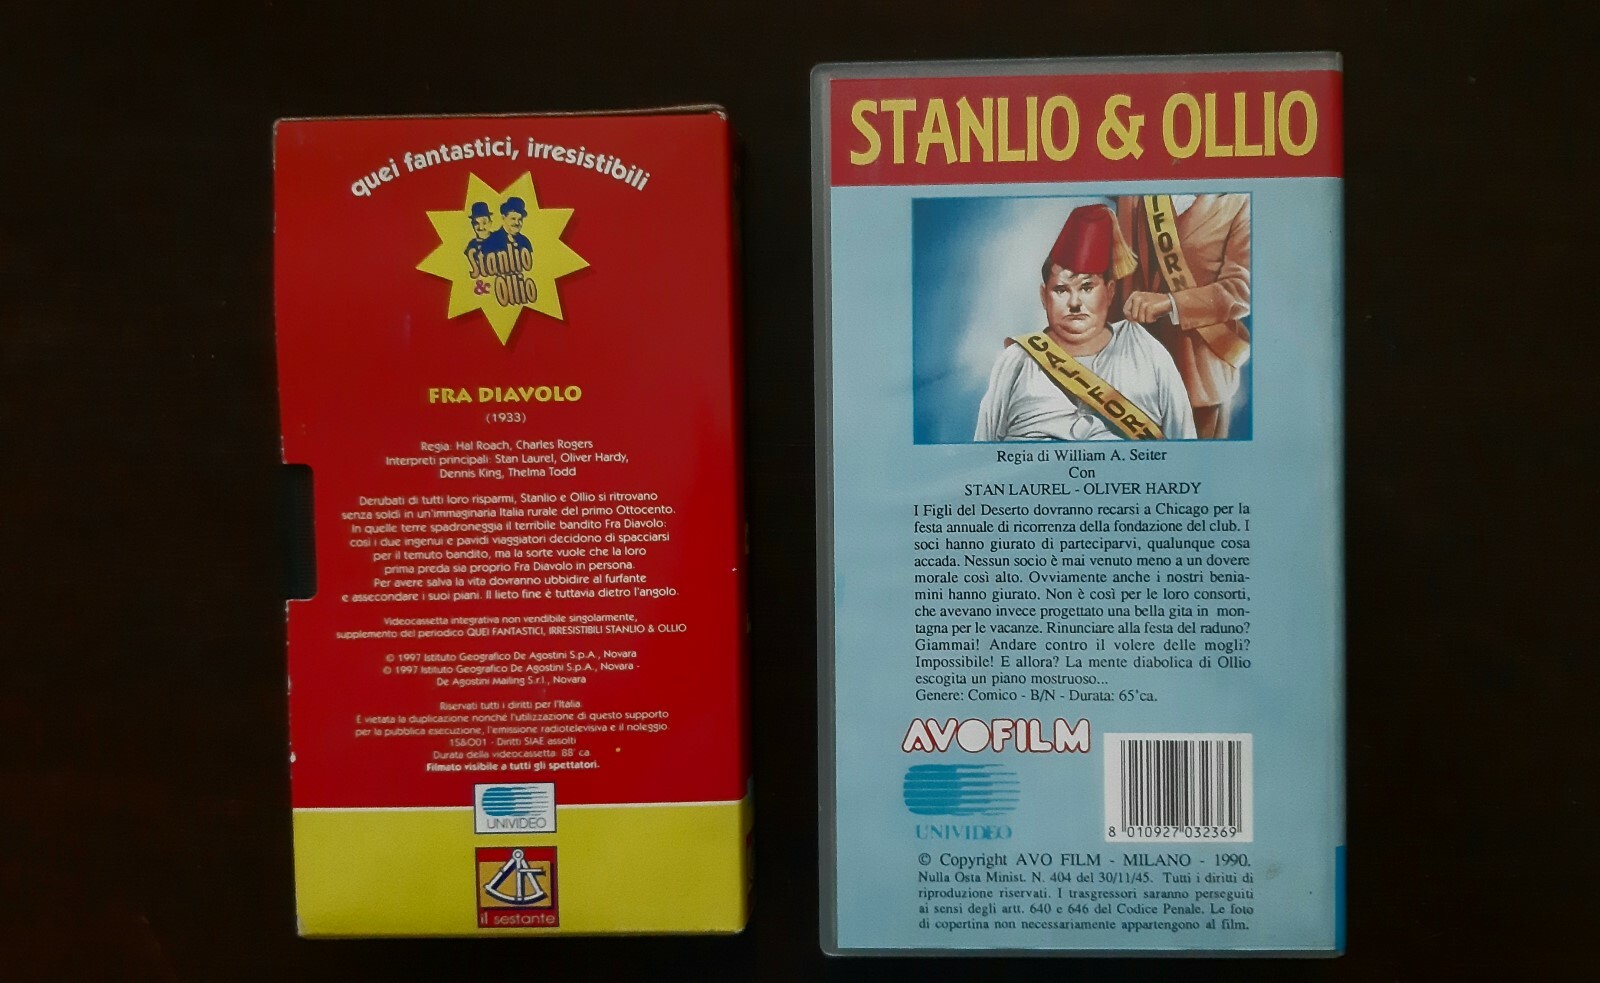 quei fantastici, irresistibili
Stanlio
& Ollio
FRA DIAVOLO
(1933)
Regia: Hal Roach, Charles Rogers
Interpreti principali: Stan Laurel, Oliver Hardy,
Dennis King, Thelma Todd
Derubati di tutti loro risparmi, Stanlio e Ollio si ritrovano
senza soldi in un'immaginaria Italia rurale del primo Ottocento.
In quelle terre spadroneggia il terribile bandito Fra Diavolo:
così i due ingenui e pavidi viaggiatori decidono di spacciarsi
per il temuto bandito, ma la sorte vuole che la loro
prima preda sia proprio Fra Diavolo in persona.
Per avere salva la vita dovranno ubbidire al furfante
e assecondare i suoi piani. Il lieto fine è tuttavia dietro l'angolo.
Videocassetta integrativa non vendibile singolarmente,
supplemento del periodico QUEI FANTASTICI, IRRESISTIBILI STANLIO & OLLIO
© 1997 Istituto Geografico De Agostini S.p.A., Novara
© 1997 Istituto Geografico De Agostini S.p.A., Novara -
De Agostini Mailing S.r.l., Novara
Riservati tutti i diritti per l'Italia
È vietata la duplicazione nonché l'utilizzazione di questo supporto
per la pubblica esecuzione, l'emissione radiotelevisiva e il noleggio.
1S&O01 - Diritti SIAE assolti
Durata della videocassetta: 88' ca
Filmato visibile a tutti gli spettatori.
UNIVIDEO
il sestante
STANLIO & OLLIO
IFORN
CALIFORN
Regia di William A. Seiter
Con
STAN LAUREL - OLIVER HARDY
I Figli del Deserto dovranno recarsi a Chicago per la
festa annuale di ricorrenza della fondazione del club. I
soci hanno giurato di parteciparvi, qualunque cosa
accada. Nessun socio è mai venuto meno a un dovere
morale così alto. Ovviamente anche i nostri benia-
mini hanno giurato. Non è così per le loro consorti,
che avevano invece progettato una bella gita in mon-
tagna per le vacanze. Rinunciare alla festa del raduno?
Giammai! Andare contro il volere delle mogli?
Impossibile! E allora? La mente diabolica di Ollio
escogita un piano mostruoso...
Genere: Comico - B/N - Durata: 65' ca.
AVOFILM
UNIVIDEO
8 010927 032369
© Copyright AVO FILM - MILANO - 1990.
Nulla Osta Minist. N. 404 del 30/11/45. Tutti i diritti di
riproduzione riservati. I trasgressori saranno perseguiti
ai sensi degli artt. 640 e 646 del Codice Penale. Le foto
di copertina non necessariamente appartengono al film.